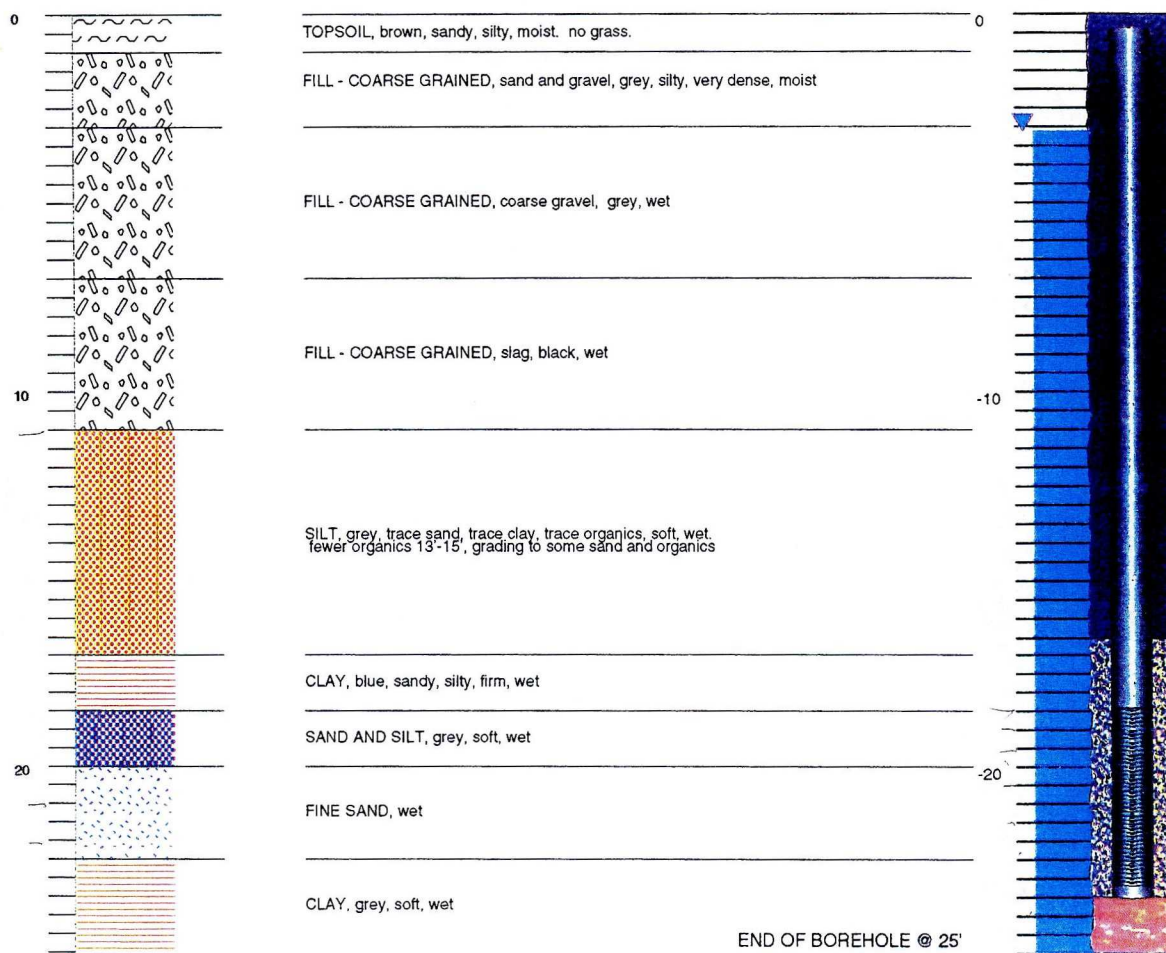 0
0
TOPSOIL, brown, sandy, silty, moist. no grass.
FILL - COARSE GRAINED, sand and gravel, grey, silty, very dense, moist
FILL - COARSE GRAINED, coarse gravel, grey, wet
FILL - COARSE GRAINED, slag, black, wet
10
-10
SILT, grey, trace sand, trace clay, trace organics, soft, wet.
fewer organics 13'-15', grading to some sand and organics
CLAY, blue, sandy, silty, firm, wet
SAND AND SILT, grey, soft, wet
20
-20
FINE SAND, wet
CLAY, grey, soft, wet
END OF BOREHOLE @ 25'